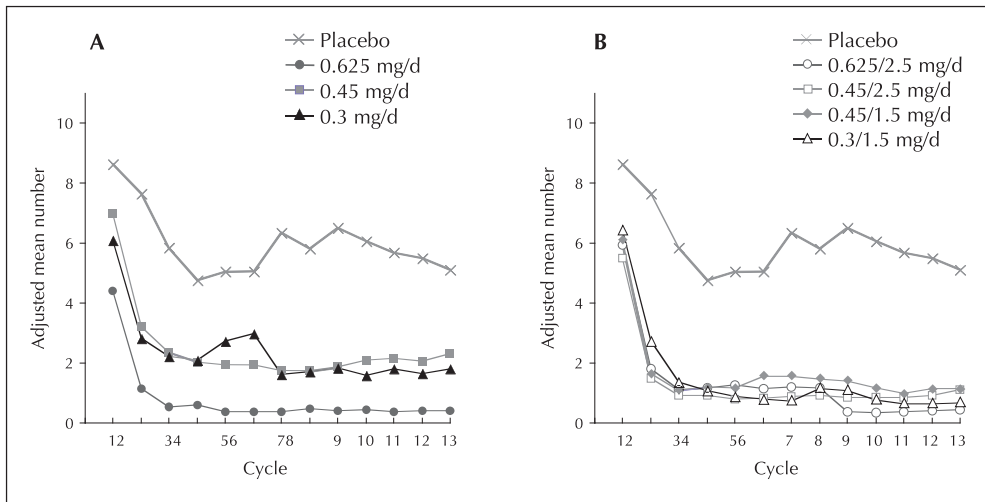 A
Placebo
0.625 mg/d
0.45 mg/d
0.3 mg/d
Adjusted mean number
10
8
6
4
2
0
12 34 56 78 9 10 11 12 13
Cycle
B
Placebo
0.625/2.5 mg/d
0.45/2.5 mg/d
0.45/1.5 mg/d
0.3/1.5 mg/d
Adjusted mean number
10
8
6
4
2
0
12 34 56 7 8 9 10 11 12 13
Cycle